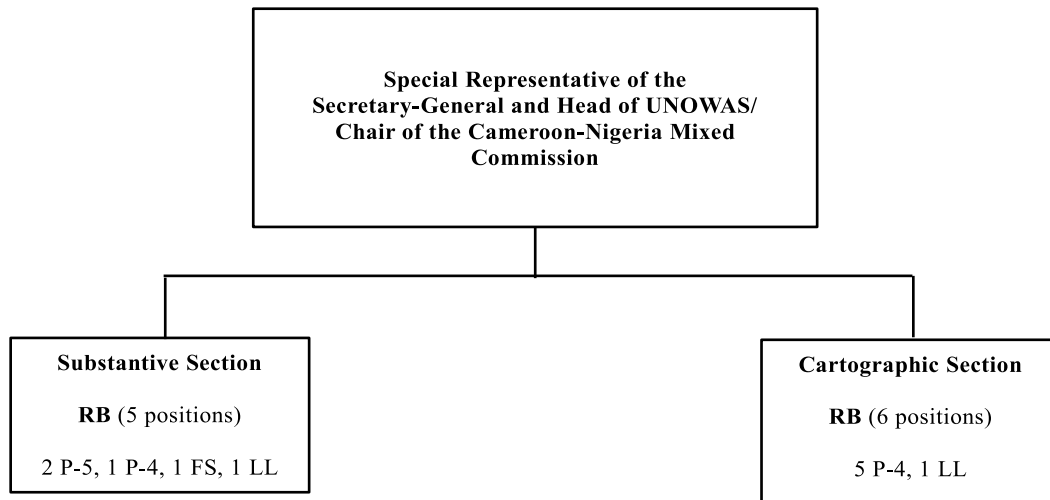 Special Representative of the
Secretary-General and Head of UNOWAS/
Chair of the Cameroon-Nigeria Mixed
Commission
Substantive Section
RB (5 positions)
2 P-5, 1 P-4, 1 FS, 1 LL
Cartographic Section
RB (6 positions)
5 P-4, 1 LL